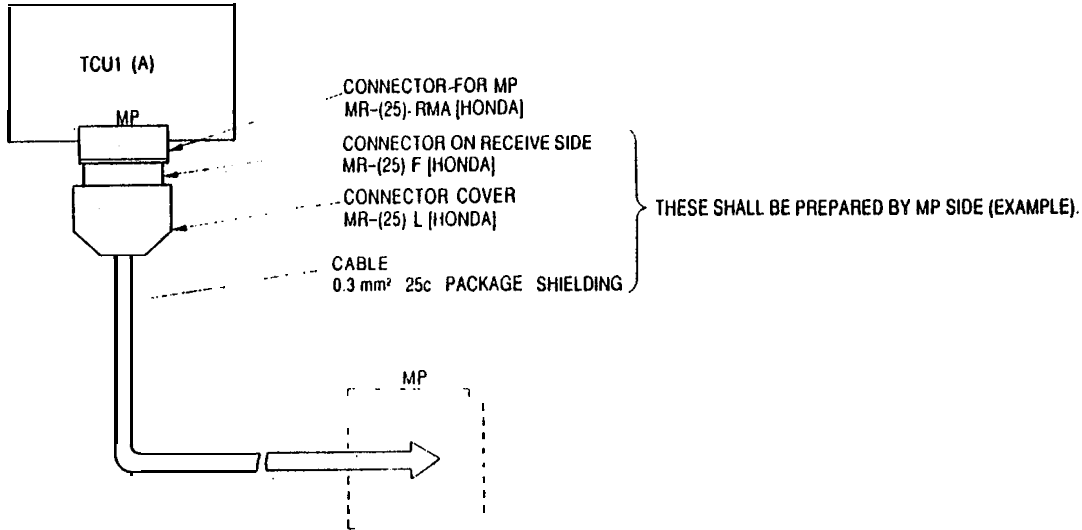 TCU1 (A)
MP
CONNECTOR-FOR MP
MR-(25)-RMA [HONDA]
CONNECTOR ON RECEIVE SIDE
MR-(25) F [HONDA]
CONNECTOR COVER
MR-(25) L [HONDA]
THESE SHALL BE PREPARED BY MP SIDE (EXAMPLE).
CABLE
0.3 mm² 25c PACKAGE SHIELDING
MP